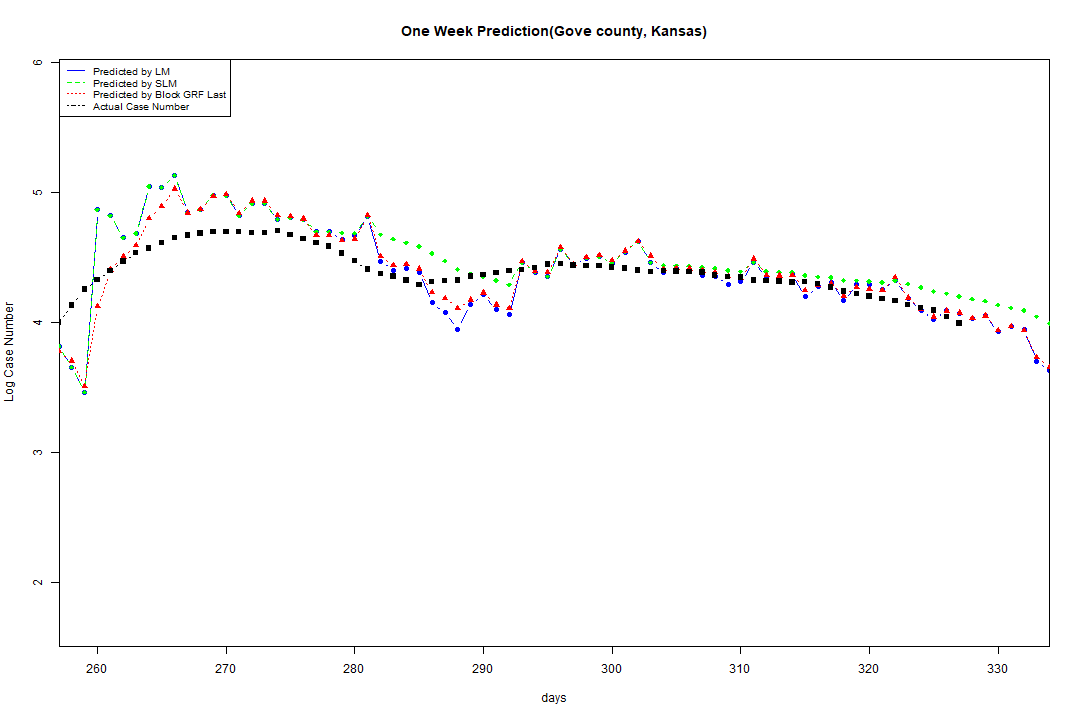 One Week Prediction(Gove county, Kansas)
Predicted by LM
Predicted by SLM
Predicted by Block GRF Last
Actual Case Number
6
5
4
3
2
Log Case Number
260 270 280 290 300 310 320 330
days